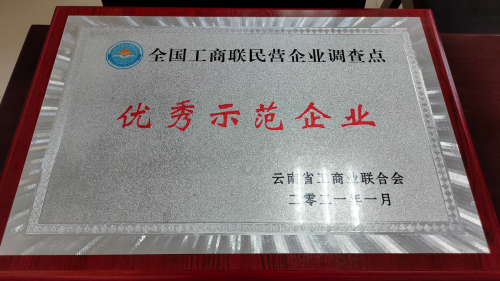 全国工商联民营企业调查点
优秀示范企业
云南省工商业联合会
二零二一年一月